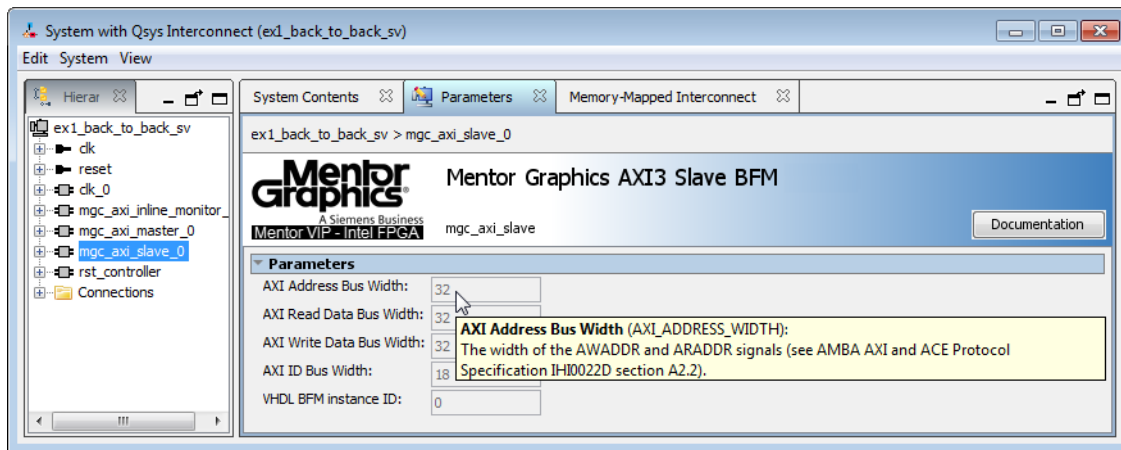 System with Qsys Interconnect (ex1_back_to_back_sv)
Edit System View
Hierar
System Contents
Parameters
Memory-Mapped Interconnect
ex1_back_to_back_sv
clk
reset
clk_0
mgc_axi_inline_monitor_
mgc_axi_master_0
mgc_axi_slave_0
rst_controller
Connections
ex1_back_to_back_sv > mgc_axi_slave_0
Mentor
Graphics®
A Siemens Business
Mentor VIP - Intel FPGA
Mentor Graphics AXI3 Slave BFM
mgc_axi_slave
Documentation
Parameters
AXI Address Bus Width: 32
AXI Read Data Bus Width: 32
AXI Write Data Bus Width: 32
AXI ID Bus Width: 18
VHDL BFM instance ID: 0
AXI Address Bus Width (AXI_ADDRESS_WIDTH):
The width of the AWADDR and ARADDR signals (see AMBA AXI and ACE Protocol
Specification IHI0022D section A2.2).